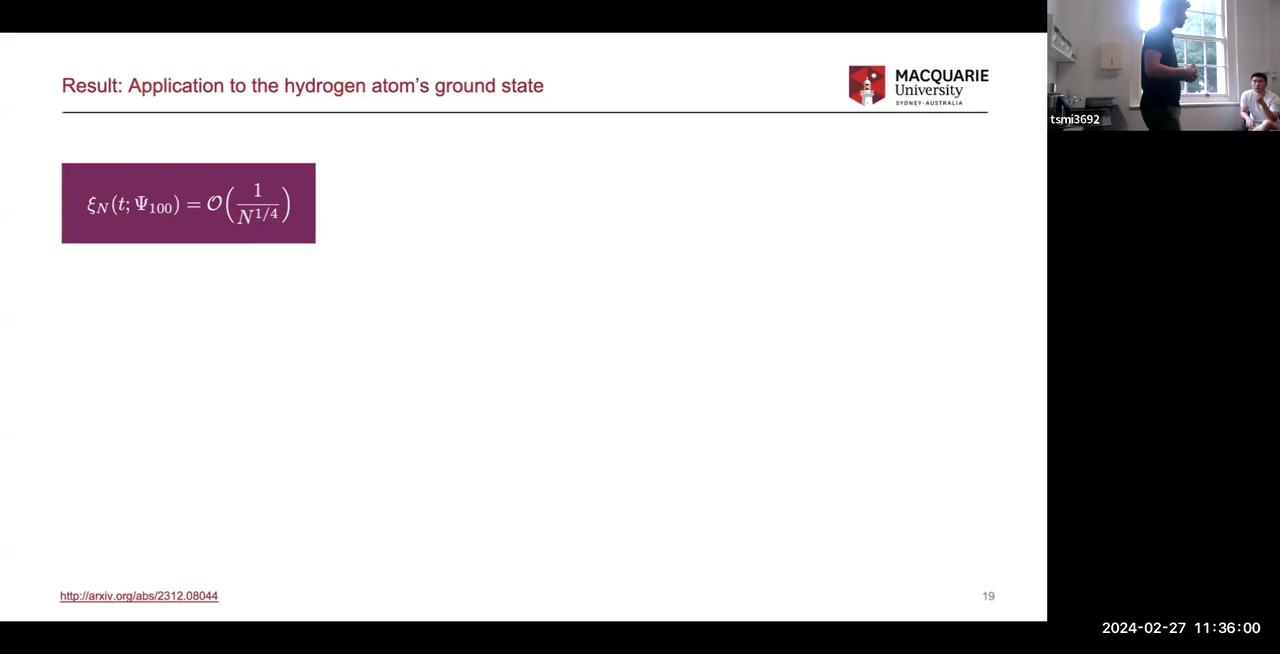 Result: Application to the hydrogen atom's ground state
MACQUARIE
University
SYDNEY·AUSTRALIA
tsmi3692
ξ_N(t; Ψ_100) = 𝒪(1/N^{1/4})
http://arxiv.org/abs/2312.08044
19
2024-02-27 11:36:00